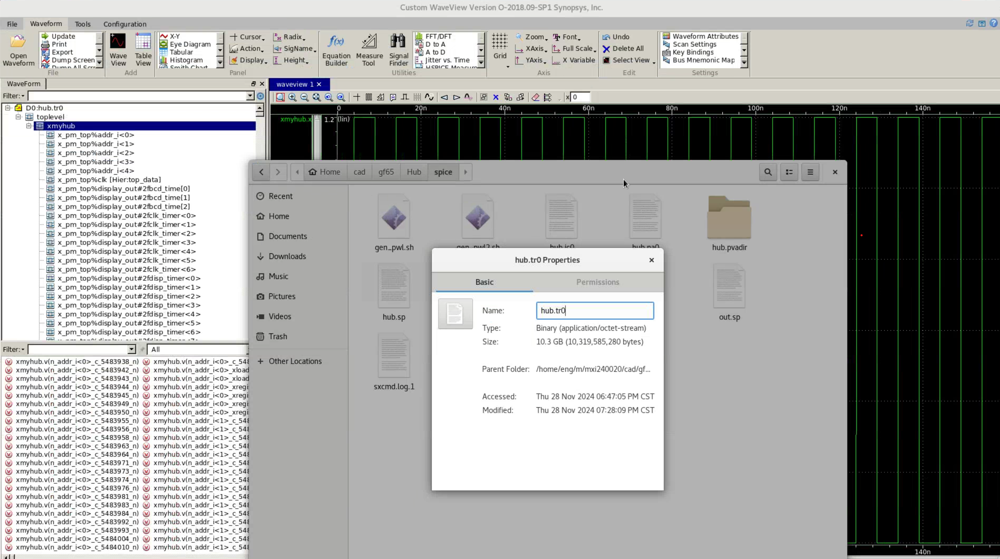 Custom WaveView Version O-2018.09-SP1 Synopsys, Inc.
File Waveform Tools Configuration
Open Waveform
Update
Print
Export
Dump Screen
File
Wave View
Table View
Add
X-Y
Eye Diagram
Tabular
Histogram
Smith Chart
Cursor
Action
Display
Radix
SigName
Height
Panel
Equation Builder
Measure Tool
Signal Finder
FFT/DFT
D to A
A to D
Jitter vs. Time
Utilities
Grid
Zoom
XAxis
YAxis
Font
Full Scale
X Variable
Axis
Undo
Delete All
Select View
Edit
Waveform Attributes
Scan Settings
Key Bindings
Bus Mnemonic Map
Settings
WaveForm
Filter:
D0:hub.tr0
toplevel
xmyhub
x_pm_top%addr_i<0>
x_pm_top%addr_i<1>
x_pm_top%addr_i<2>
x_pm_top%addr_i<3>
x_pm_top%addr_i<4>
x_pm_top%clk [Hier:top_data]
x_pm_top%display_out#2fbcd_time[0]
x_pm_top%display_out#2fbcd_time[1]
x_pm_top%display_out#2fbcd_time[2]
x_pm_top%display_out#2fclk_timer<0>
x_pm_top%display_out#2fclk_timer<1>
x_pm_top%display_out#2fclk_timer<2>
x_pm_top%display_out#2fclk_timer<3>
x_pm_top%display_out#2fclk_timer<4>
x_pm_top%display_out#2fclk_timer<5>
x_pm_top%display_out#2fclk_timer<6>
x_pm_top%display_out#2fdisp_timer<0>
x_pm_top%display_out#2fdisp_timer<1>
x_pm_top%display_out#2fdisp_timer<2>
x_pm_top%display_out#2fdisp_timer<3>
x_pm_top%display_out#2fdisp_timer<4>
x_pm_top%display_out#2fdisp_timer<5>
x_pm_top%display_out#2fdisp_timer<6>
Filter: All
xmyhub.v(n_addr_i<0>_c_5483938_n) xmyhub.v(n_addr_i<0>_c_548
xmyhub.v(n_addr_i<0>_c_5483942_n) xmyhub.v(n_addr_i<0>_xload
xmyhub.v(n_addr_i<0>_c_5483943_n) xmyhub.v(n_addr_i<0>_xload
xmyhub.v(n_addr_i<0>_c_5483944_n) xmyhub.v(n_addr_i<0>_xregi
xmyhub.v(n_addr_i<0>_c_5483945_n) xmyhub.v(n_addr_i<0>_xregi
xmyhub.v(n_addr_i<0>_c_5483949_n) xmyhub.v(n_addr_i<0>_xregi
xmyhub.v(n_addr_i<0>_c_5483950_n) xmyhub.v(n_addr_i<0>_xregi
xmyhub.v(n_addr_i<0>_c_5483955_n) xmyhub.v(n_addr_i<1>_c_548
xmyhub.v(n_addr_i<0>_c_5483956_n) xmyhub.v(n_addr_i<1>_c_548
xmyhub.v(n_addr_i<0>_c_5483958_n) xmyhub.v(n_addr_i<1>_c_548
xmyhub.v(n_addr_i<0>_c_5483963_n) xmyhub.v(n_addr_i<1>_c_548
xmyhub.v(n_addr_i<0>_c_5483964_n) xmyhub.v(n_addr_i<1>_c_548
xmyhub.v(n_addr_i<0>_c_5483971_n) xmyhub.v(n_addr_i<1>_c_548
xmyhub.v(n_addr_i<0>_c_5483973_n) xmyhub.v(n_addr_i<1>_c_548
xmyhub.v(n_addr_i<0>_c_5483974_n) xmyhub.v(n_addr_i<1>_c_548
xmyhub.v(n_addr_i<0>_c_5483976_n) xmyhub.v(n_addr_i<1>_c_548
xmyhub.v(n_addr_i<0>_c_5483981_n) xmyhub.v(n_addr_i<1>_c_548
xmyhub.v(n_addr_i<0>_c_5483983_n) xmyhub.v(n_addr_i<1>_c_548
xmyhub.v(n_addr_i<0>_c_5483984_n) xmyhub.v(n_addr_i<1>_c_548
xmyhub.v(n_addr_i<0>_c_5483992_n) xmyhub.v(n_addr_i<1>_c_548
xmyhub.v(n_addr_i<0>_c_5483993_n) xmyhub.v(n_addr_i<1>_c_548
xmyhub.v(n_addr_i<0>_c_5484004_n) xmyhub.v(n_addr_i<1>_c_548
xmyhub.v(n_addr_i<0>_c_5484010_n) xmyhub.v(n_addr_i<1>_c_548
waveview 1
x 0
0 20n 40n 60n 80n 100n 120n 140n
xmyhub.x 1.2 (lin)
Home cad gf65 Hub spice
Recent
Home
Documents
Downloads
Music
Pictures
Videos
Trash
Other Locations
gen_pwl.sh gen_pwl2.sh hub.ic0 hub.pa0 hub.pvadir
hub.sp out.sp
sxcmd.log.1
hub.tr0 Properties
Basic Permissions
Name: hub.tr0
Type: Binary (application/octet-stream)
Size: 10.3 GB (10,319,585,280 bytes)
Parent Folder: /home/eng/m/mxi240020/cad/gf...
Accessed: Thu 28 Nov 2024 06:47:05 PM CST
Modified: Thu 28 Nov 2024 07:28:09 PM CST
140n